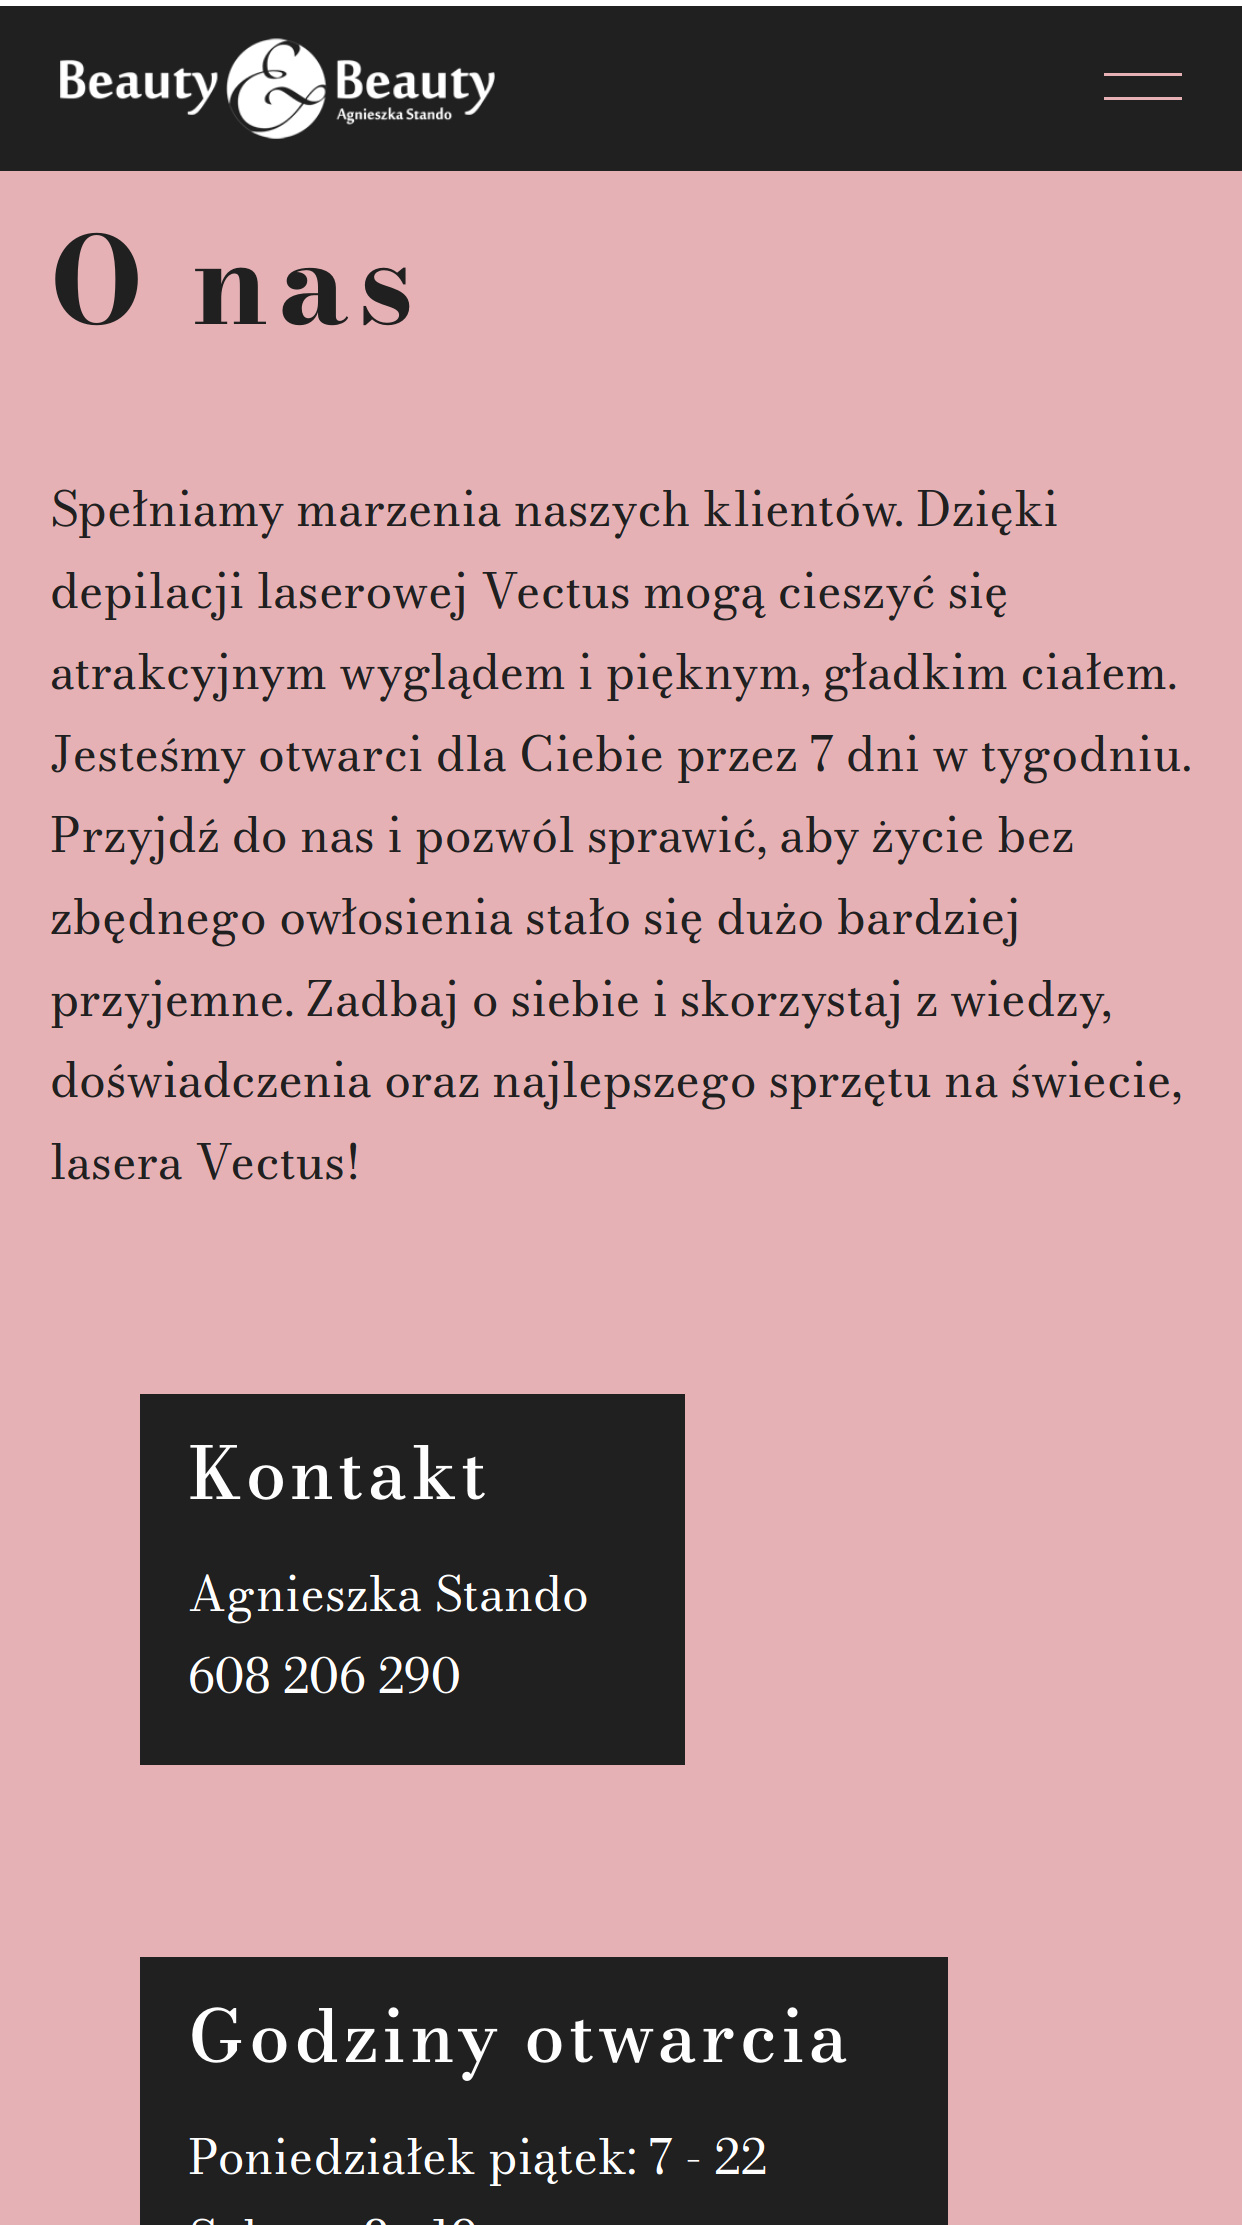 Beauty & Beauty
Agnieszka Stando
O nas
Spełniamy marzenia naszych klientów. Dzięki
depilacji laserowej Vectus mogą cieszyć się
atrakcyjnym wyglądem i pięknym, gładkim ciałem.
Jesteśmy otwarci dla Ciebie przez 7 dni w tygodniu.
Przyjdź do nas i pozwól sprawić, aby życie bez
zbędnego owłosienia stało się dużo bardziej
przyjemne. Zadbaj o siebie i skorzystaj z wiedzy,
doświadczenia oraz najlepszego sprzętu na świecie,
lasera Vectus!
Kontakt
Agnieszka Stando
608 206 290
Godziny otwarcia
Poniedziałek piątek: 7 - 22